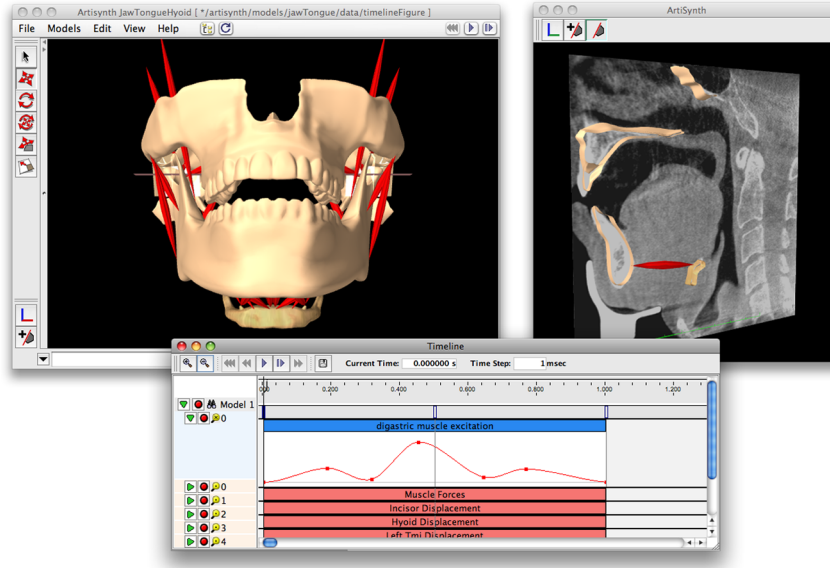 Artisynth JawTongueHyoid [ */artisynth/models/jawTongue/data/timelineFigure ]
File Models Edit View Help
ArtiSynth
Timeline
Current Time: 0.000000 s Time Step: 1 msec
0.200 0.400 0.600 0.800 1.000 1.200
Model 1
0 digastric muscle excitation
0 Muscle Forces
1 Incisor Displacement
2 Hyoid Displacement
3 Left Tmj Displacement
4